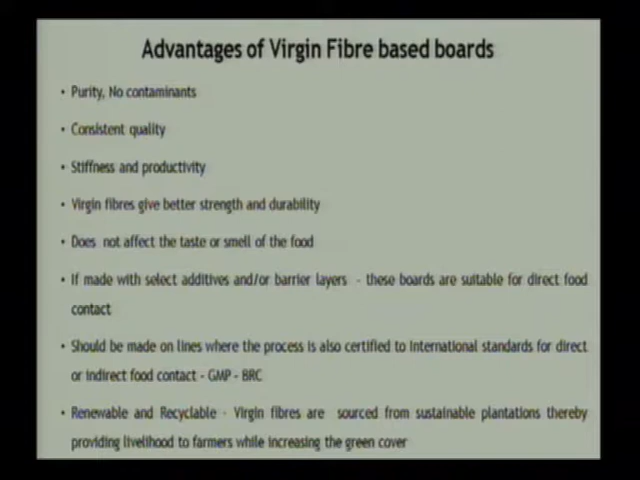 Advantages of Virgin Fibre based boards
• Purity, No contaminants
• Consistent quality
• Stiffness and productivity
• Virgin fibres give better strength and durability
• Does not affect the taste or smell of the food
• If made with select additives and/or barrier layers - these boards are suitable for direct food
contact
• Should be made on lines where the process is also certified to international standards for direct
or indirect food contact - GMP - BRC
• Renewable and Recyclable - Virgin fibres are sourced from sustainable plantations thereby
providing livelihood to farmers while increasing the green cover